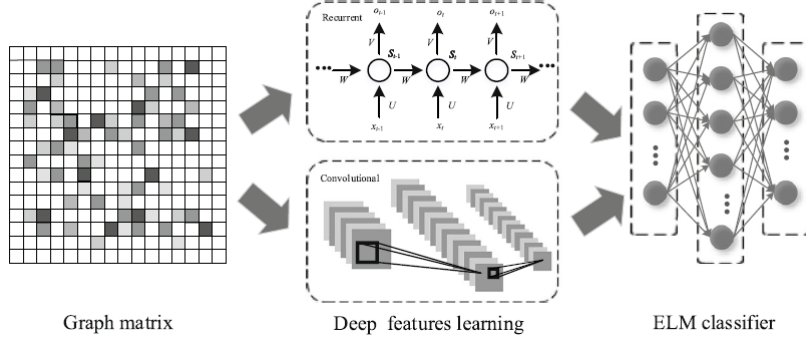 Recurrent
o_{t-1} o_t o_{t+1}
V S_{t-1} V S_t V S_{t+1}
... W W W W ...
U U U
x_{t-1} x_t x_{t+1}
Convolutional
Graph matrix Deep features learning ELM classifier